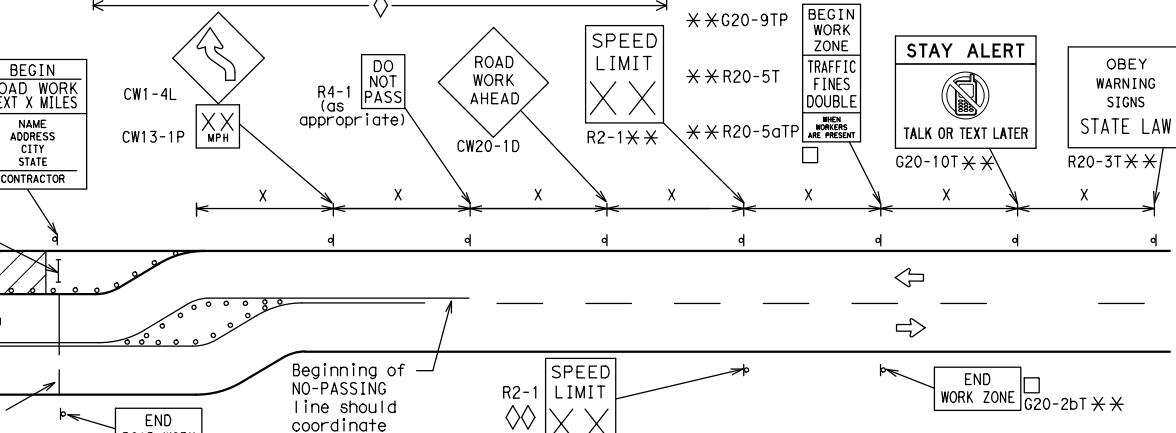 BEGIN
ROAD WORK
NEXT X MILES
NAME
ADDRESS
CITY
STATE
CONTRACTOR
CW1-4L
CW13-1P
X X
MPH
R4-1
(as
appropriate)
DO
NOT
PASS
ROAD
WORK
AHEAD
CW20-1D
SPEED
LIMIT
X X
R2-1**
**G20-9TP
**R20-5T
**R20-5aTP
BEGIN
WORK
ZONE
TRAFFIC
FINES
DOUBLE
WHEN
WORKERS
ARE PRESENT
STAY ALERT
TALK OR TEXT LATER
G20-10T**
OBEY
WARNING
SIGNS
STATE LAW
R20-3T**
X X X X X X X
Beginning of
NO-PASSING
line should
coordinate
R2-1
SPEED
LIMIT
X X
END
WORK ZONE
G20-2bT**
END
ROAD WORK